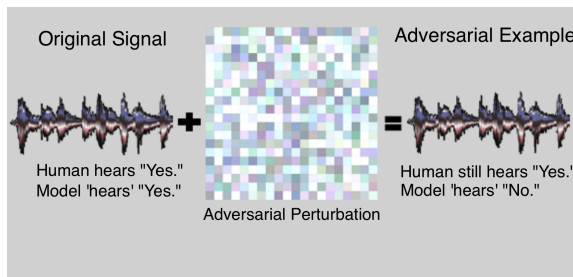 Original Signal
Human hears "Yes."
Model 'hears' "Yes."
Adversarial Perturbation
Adversarial Example
Human still hears "Yes."
Model 'hears' "No."